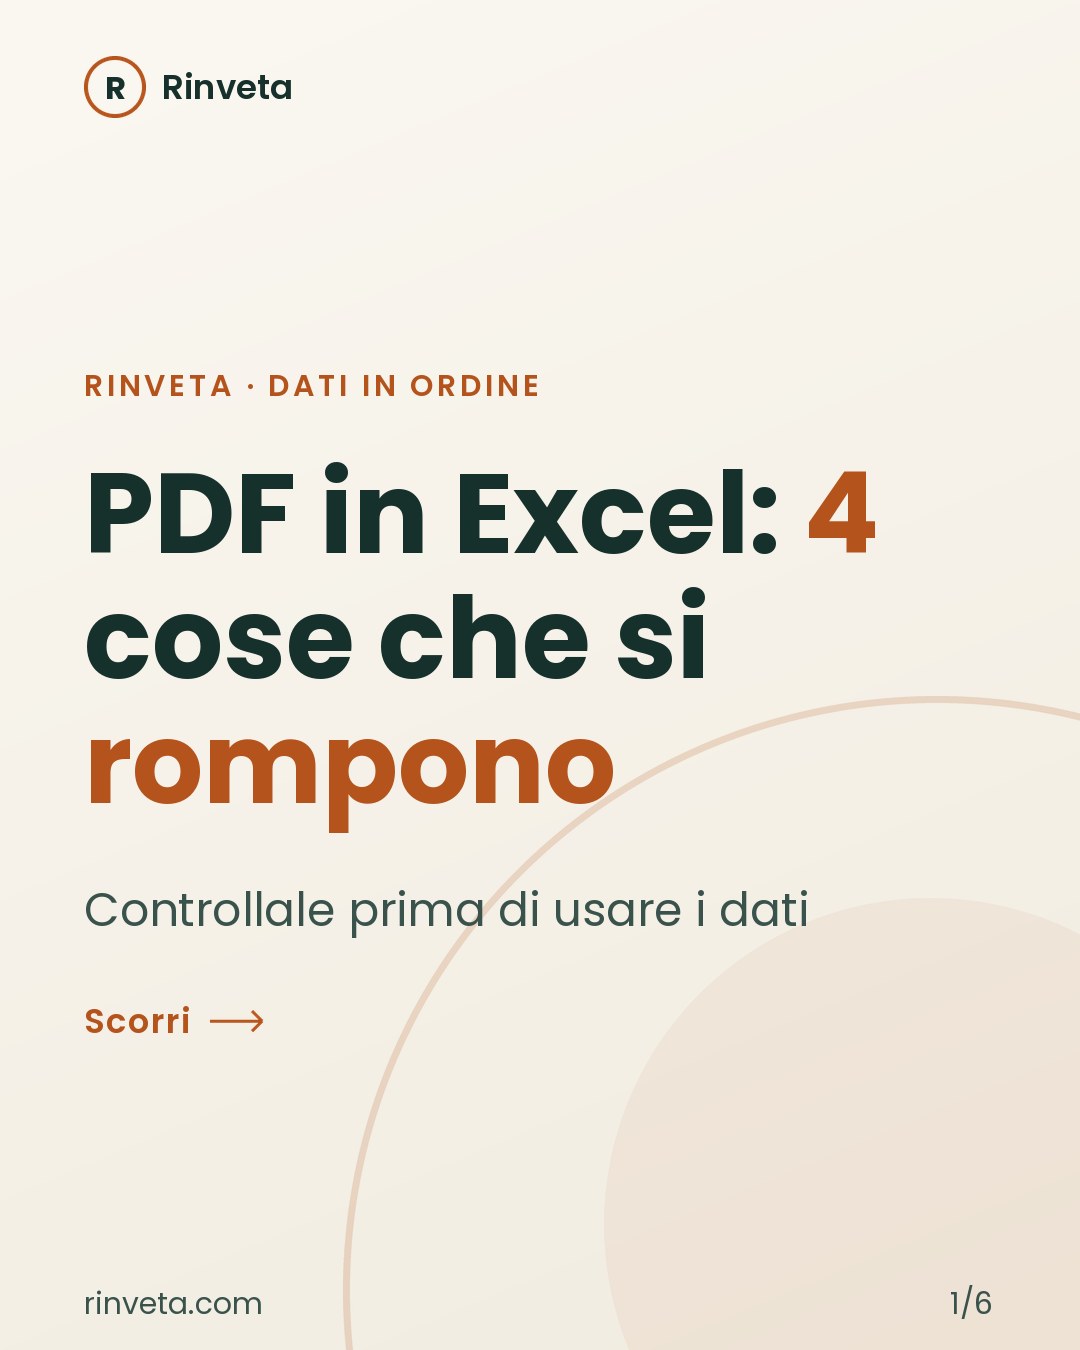 R Rinveta
RINVETA · DATI IN ORDINE
PDF in Excel: 4
cose che si
rompono
Controllale prima di usare i dati
Scorri →
rinveta.com
1/6